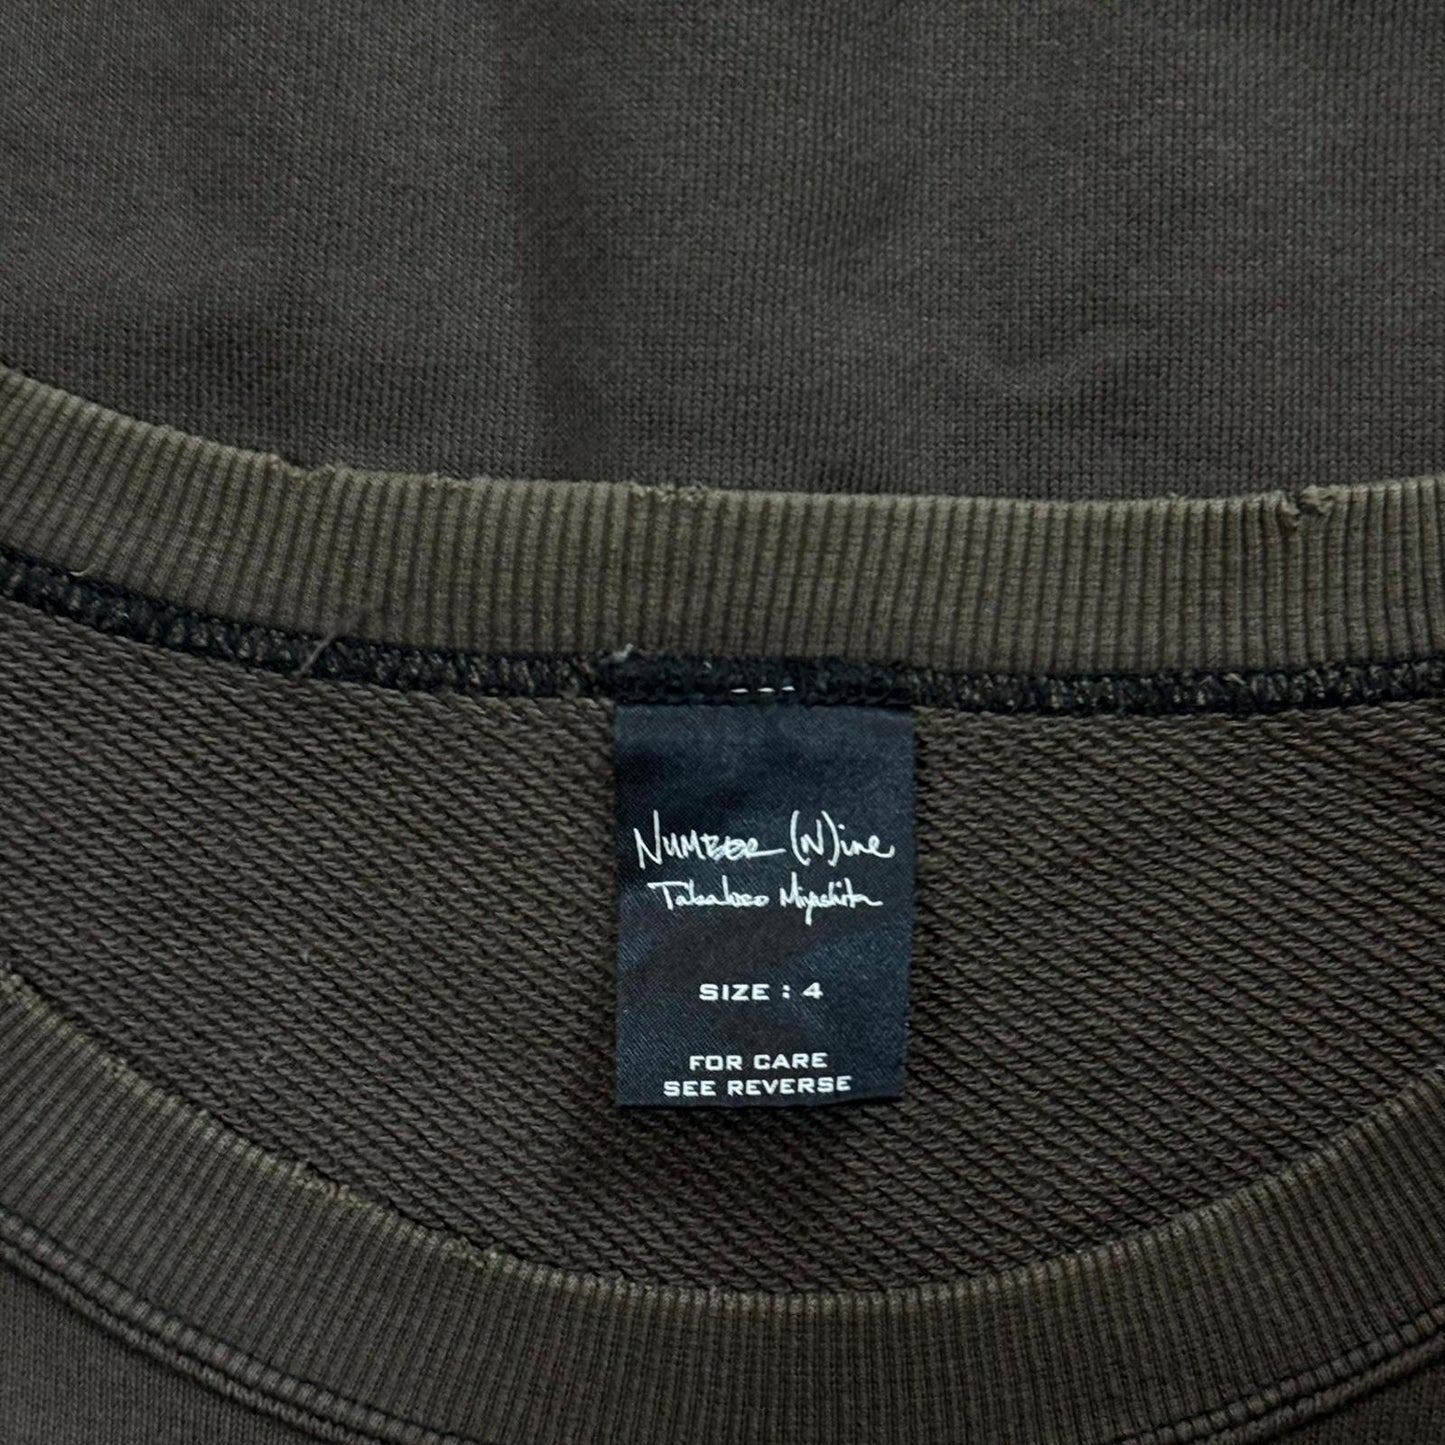 NUMBER (N)ine
Takahiro Miyashita
SIZE : 4
FOR CARE
SEE REVERSE